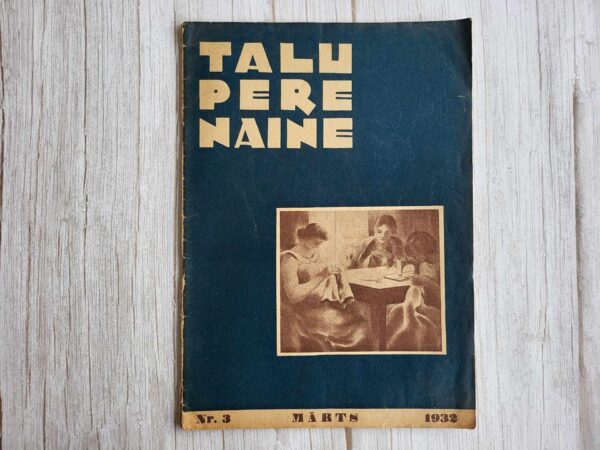 TALU
PERE
NAINE
Nr. 3 MÄRTS 1932